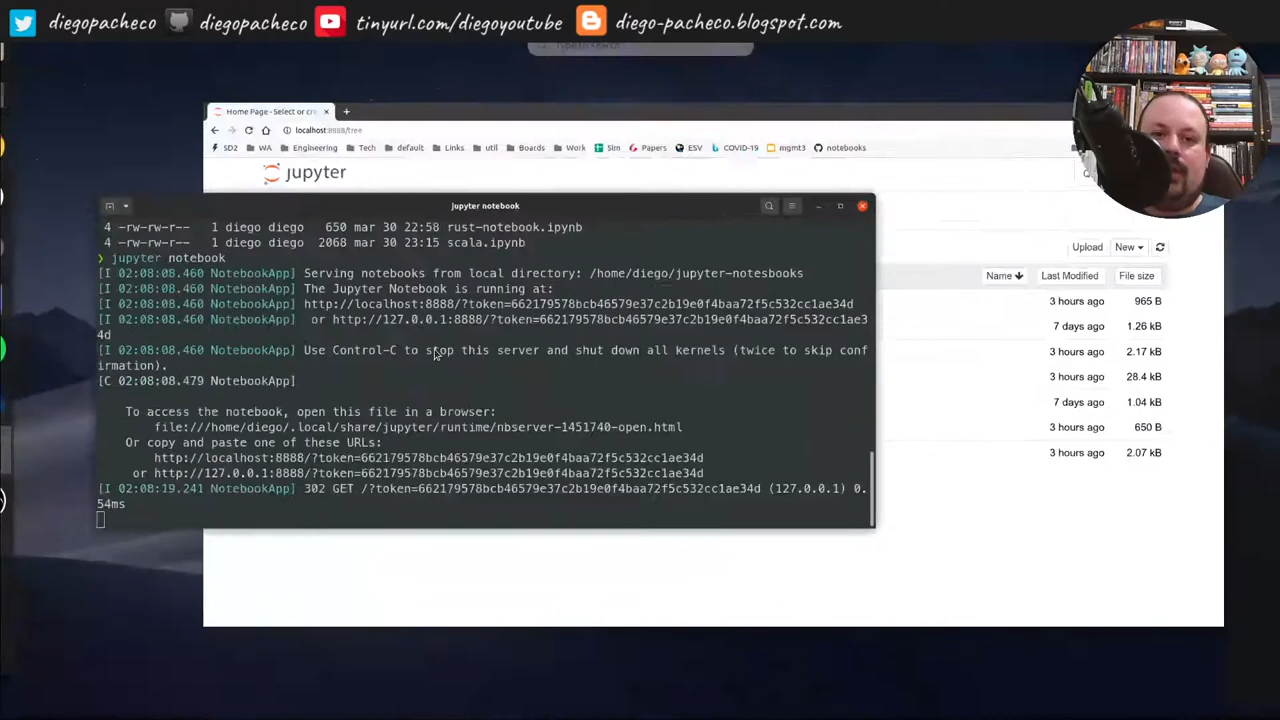 diegopacheco diegopacheco tinyurl.com/diegoyoutube diego-pacheco.blogspot.com
Type to search
Home Page - Select or cre
localhost:8888/tree
SD2 WA Engineering Tech default Links util Boards Work Sim Papers ESV COVID-19 mgmt3 notebooks
jupyter
jupyter notebook
4 -rw-rw-r-- 1 diego diego 650 mar 30 22:58 rust-notebook.ipynb
4 -rw-rw-r-- 1 diego diego 2068 mar 30 23:15 scala.ipynb
❯ jupyter notebook
[I 02:08:08.460 NotebookApp] Serving notebooks from local directory: /home/diego/jupyter-notesbooks
[I 02:08:08.460 NotebookApp] The Jupyter Notebook is running at:
[I 02:08:08.460 NotebookApp] http://localhost:8888/?token=662179578bcb46579e37c2b19e0f4baa72f5c532cc1ae34d
[I 02:08:08.460 NotebookApp] or http://127.0.0.1:8888/?token=662179578bcb46579e37c2b19e0f4baa72f5c532cc1ae3
4d
[I 02:08:08.460 NotebookApp] Use Control-C to stop this server and shut down all kernels (twice to skip conf
irmation).
[C 02:08:08.479 NotebookApp]
To access the notebook, open this file in a browser:
file:///home/diego/.local/share/jupyter/runtime/nbserver-1451740-open.html
Or copy and paste one of these URLs:
http://localhost:8888/?token=662179578bcb46579e37c2b19e0f4baa72f5c532cc1ae34d
or http://127.0.0.1:8888/?token=662179578bcb46579e37c2b19e0f4baa72f5c532cc1ae34d
[I 02:08:19.241 NotebookApp] 302 GET /?token=662179578bcb46579e37c2b19e0f4baa72f5c532cc1ae34d (127.0.0.1) 0.
54ms
Upload New
Name Last Modified File size
3 hours ago 965 B
7 days ago 1.26 kB
3 hours ago 2.17 kB
3 hours ago 28.4 kB
7 days ago 1.04 kB
3 hours ago 650 B
3 hours ago 2.07 kB